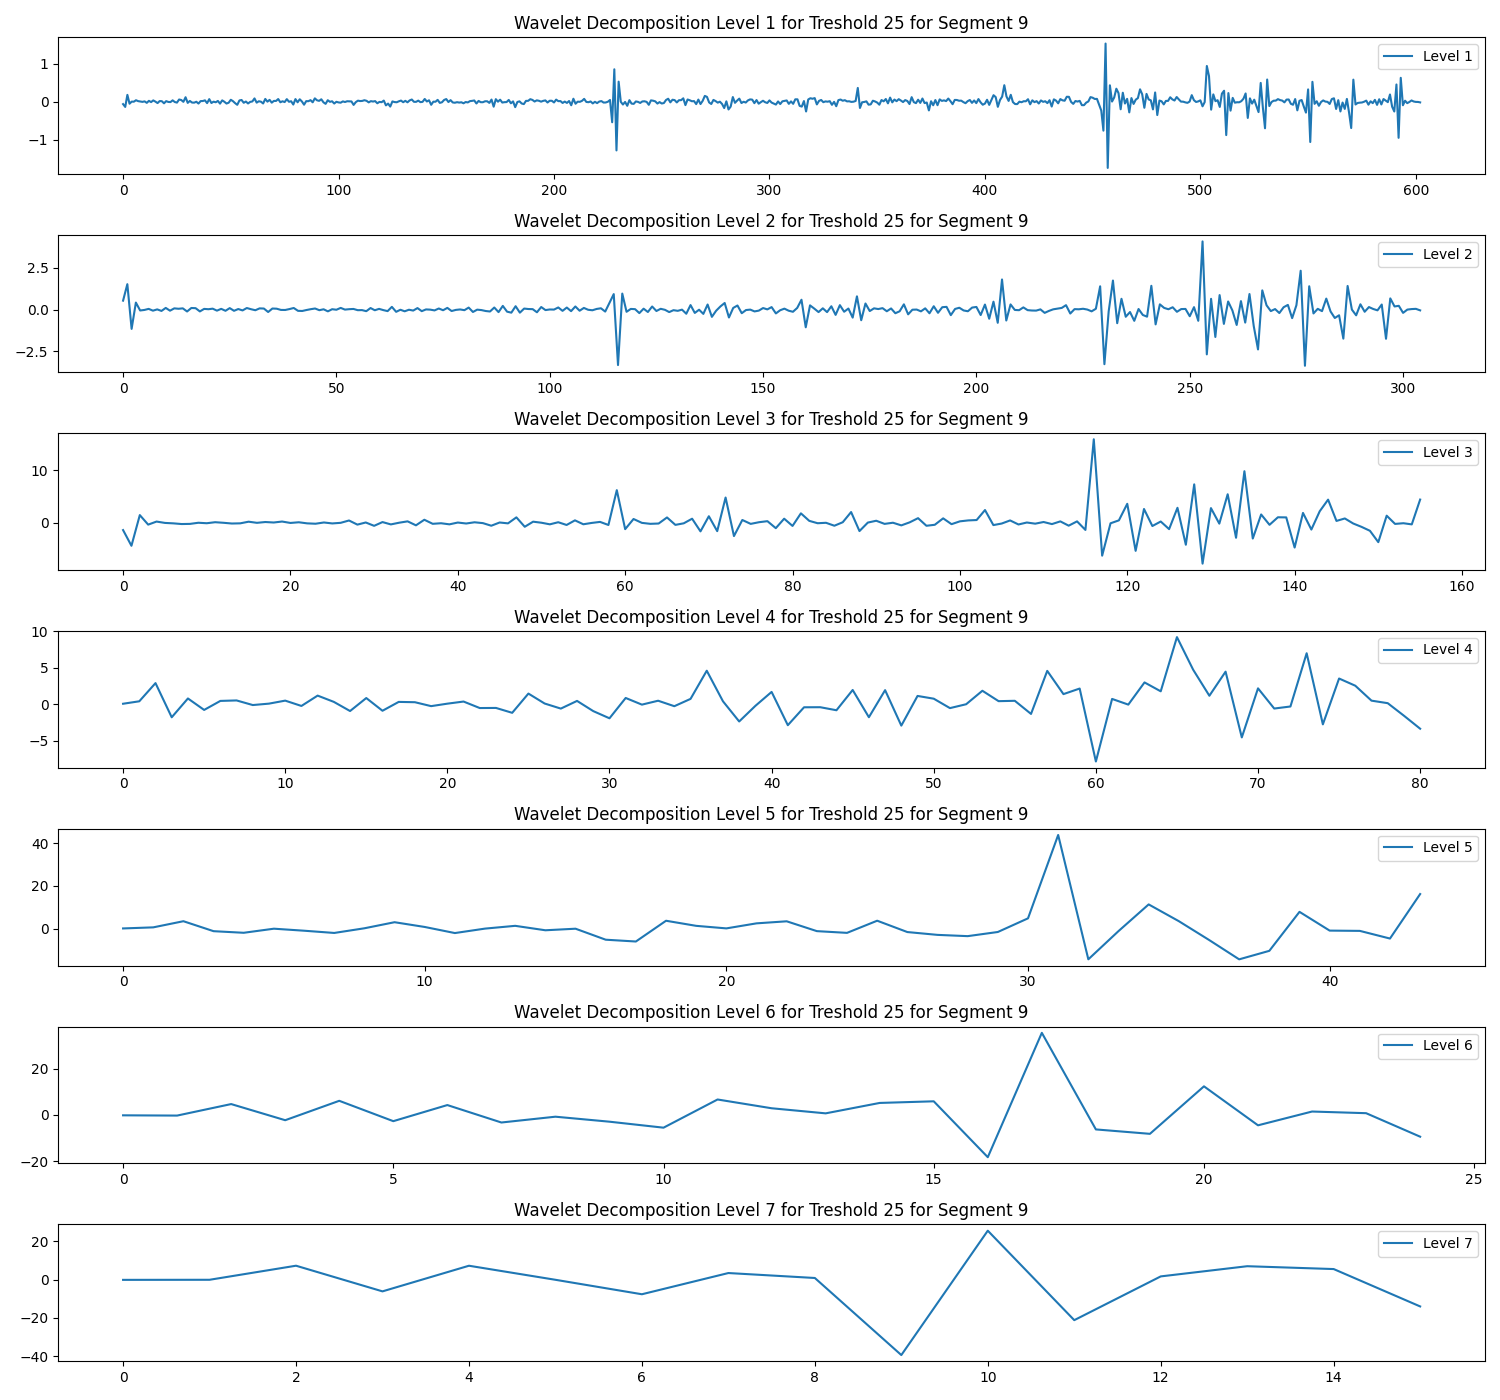 Wavelet Decomposition Level 1 for Treshold 25 for Segment 9
Level 1
1
0
−1
0 100 200 300 400 500 600
Wavelet Decomposition Level 2 for Treshold 25 for Segment 9
Level 2
2.5
0.0
−2.5
0 50 100 150 200 250 300
Wavelet Decomposition Level 3 for Treshold 25 for Segment 9
Level 3
10
0
0 20 40 60 80 100 120 140 160
Wavelet Decomposition Level 4 for Treshold 25 for Segment 9
Level 4
10
5
0
−5
0 10 20 30 40 50 60 70 80
Wavelet Decomposition Level 5 for Treshold 25 for Segment 9
Level 5
40
20
0
0 10 20 30 40
Wavelet Decomposition Level 6 for Treshold 25 for Segment 9
Level 6
20
0
−20
0 5 10 15 20 25
Wavelet Decomposition Level 7 for Treshold 25 for Segment 9
Level 7
20
0
−20
−40
0 2 4 6 8 10 12 14